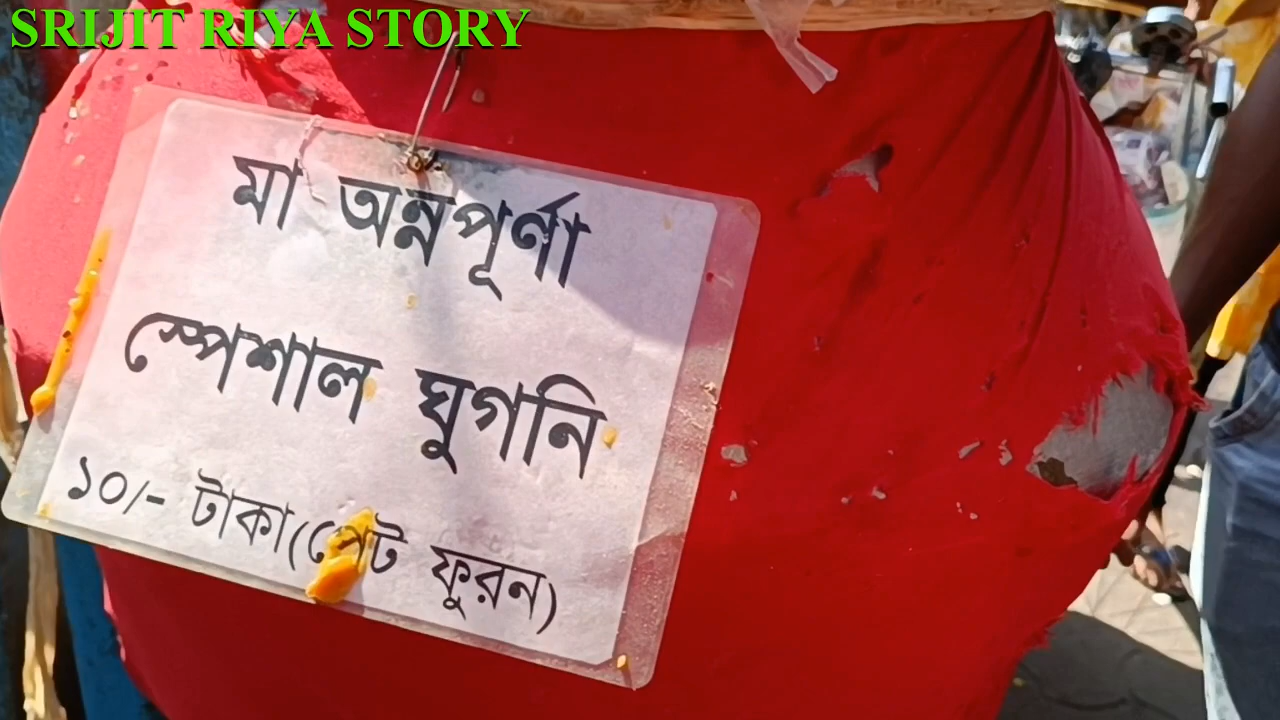 SRIJIT RIYA STORY
মা অন্নপূর্ণা
স্পেশাল ঘুগনি
১০/- টাকা(পেট ফুরন)